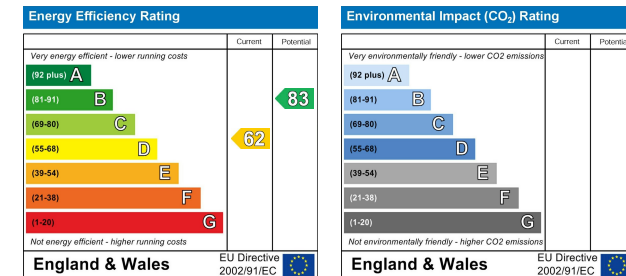 Energy Efficiency Rating
Current Potential
Very energy efficient - lower running costs
(92 plus) A
(81-91) B
83
(69-80) C
62
(55-68) D
(39-54) E
(21-38) F
(1-20) G
Not energy efficient - higher running costs
England & Wales
EU Directive
2002/91/EC
Environmental Impact (CO₂) Rating
Current Potential
Very environmentally friendly - lower CO2 emissions
(92 plus) A
(81-91) B
(69-80) C
(55-68) D
(39-54) E
(21-38) F
(1-20) G
Not environmentally friendly - higher CO2 emissions
England & Wales
EU Directive
2002/91/EC